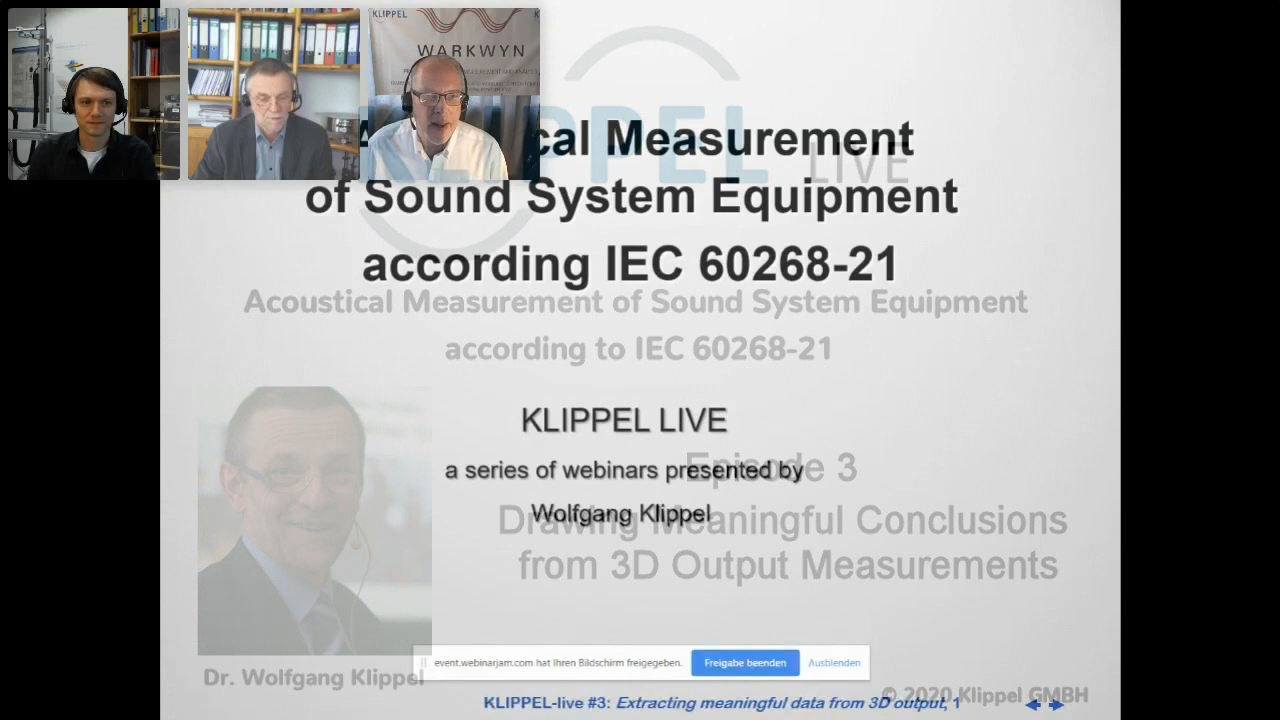 KLIPPEL
WARKWYN
KLIPPEL
LIVE
cal Measurement
of Sound System Equipment
according IEC 60268-21
Acoustical Measurement of Sound System Equipment
according to IEC 60268-21
KLIPPEL LIVE
a series of webinars presented by
Wolfgang Klippel
Episode 3
Drawing Meaningful Conclusions
from 3D Output Measurements
event.webinarjam.com hat Ihren Bildschirm freigegeben.
Freigabe beenden
Ausblenden
Dr. Wolfgang Klippel
© 2020 Klippel GMBH
KLIPPEL-live #3: Extracting meaningful data from 3D output, 1